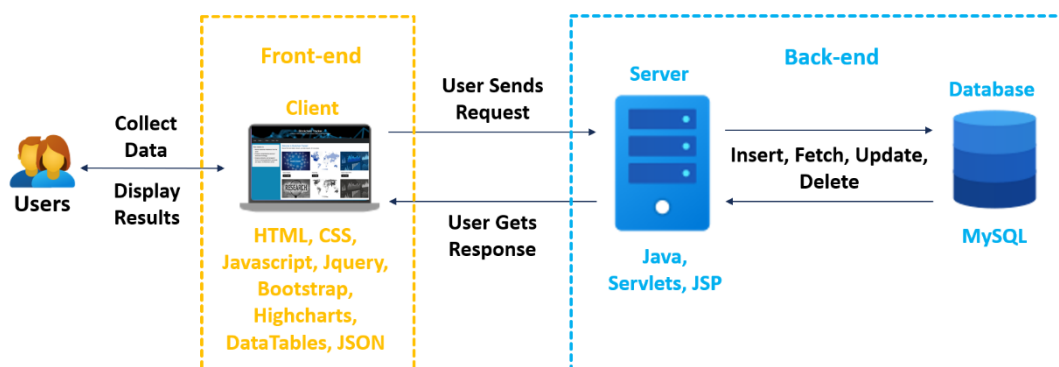 Front-end
Back-end
Client
Server
Database
Users
Collect
Data
Display
Results
User Sends
Request
User Gets
Response
Insert, Fetch, Update,
Delete
RESEARCH
HTML, CSS,
Javascript, Jquery,
Bootstrap,
Highcharts,
DataTables, JSON
Java,
Servlets, JSP
MySQL